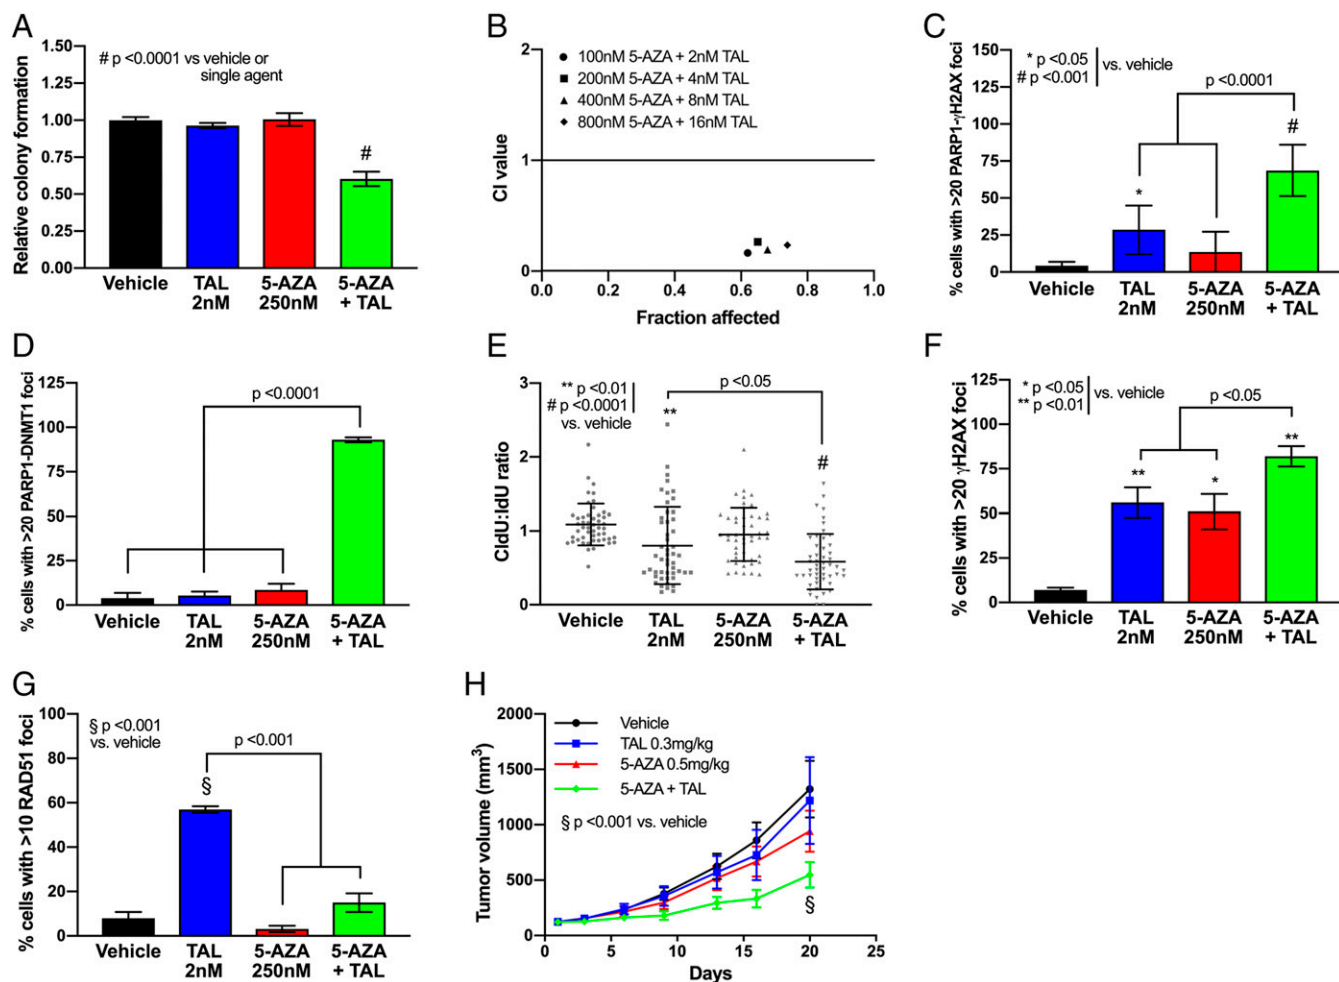 A
Relative colony formation
1.50
1.25
1.00
0.75
0.50
0.25
0.00
# p <0.0001 vs vehicle or
single agent
#
Vehicle TAL 5-AZA 5-AZA
2nM 250nM + TAL
B
CI value
2
1
0
● 100nM 5-AZA + 2nM TAL
■ 200nM 5-AZA + 4nM TAL
▲ 400nM 5-AZA + 8nM TAL
◆ 800nM 5-AZA + 16nM TAL
0.0 0.2 0.4 0.6 0.8 1.0
Fraction affected
C
% cells with >20 PARP1-γH2AX foci
150
125
100
75
50
25
0
* p <0.05
# p <0.001
vs. vehicle
p <0.0001
* #
Vehicle TAL 5-AZA 5-AZA
2nM 250nM + TAL
D
% cells with >20 PARP1-DNMT1 foci
125
100
75
50
25
0
p <0.0001
Vehicle TAL 5-AZA 5-AZA
2nM 250nM + TAL
E
CldU:IdU ratio
3
2
1
0
** p <0.01
# p <0.0001
vs. vehicle
p <0.05
** #
Vehicle TAL 5-AZA 5-AZA
2nM 250nM + TAL
F
% cells with >20 γH2AX foci
125
100
75
50
25
0
* p <0.05
** p <0.01
vs. vehicle
p <0.05
** * **
Vehicle TAL 5-AZA 5-AZA
2nM 250nM + TAL
G
% cells with >10 RAD51 foci
100
80
60
40
20
0
§ p <0.001
vs. vehicle
p <0.001
§
Vehicle TAL 5-AZA 5-AZA
2nM 250nM + TAL
H
Tumor volume (mm³)
2000
1500
1000
500
0
Vehicle
TAL 0.3mg/kg
5-AZA 0.5mg/kg
5-AZA + TAL
§ p <0.001 vs. vehicle
§
0 5 10 15 20 25
Days